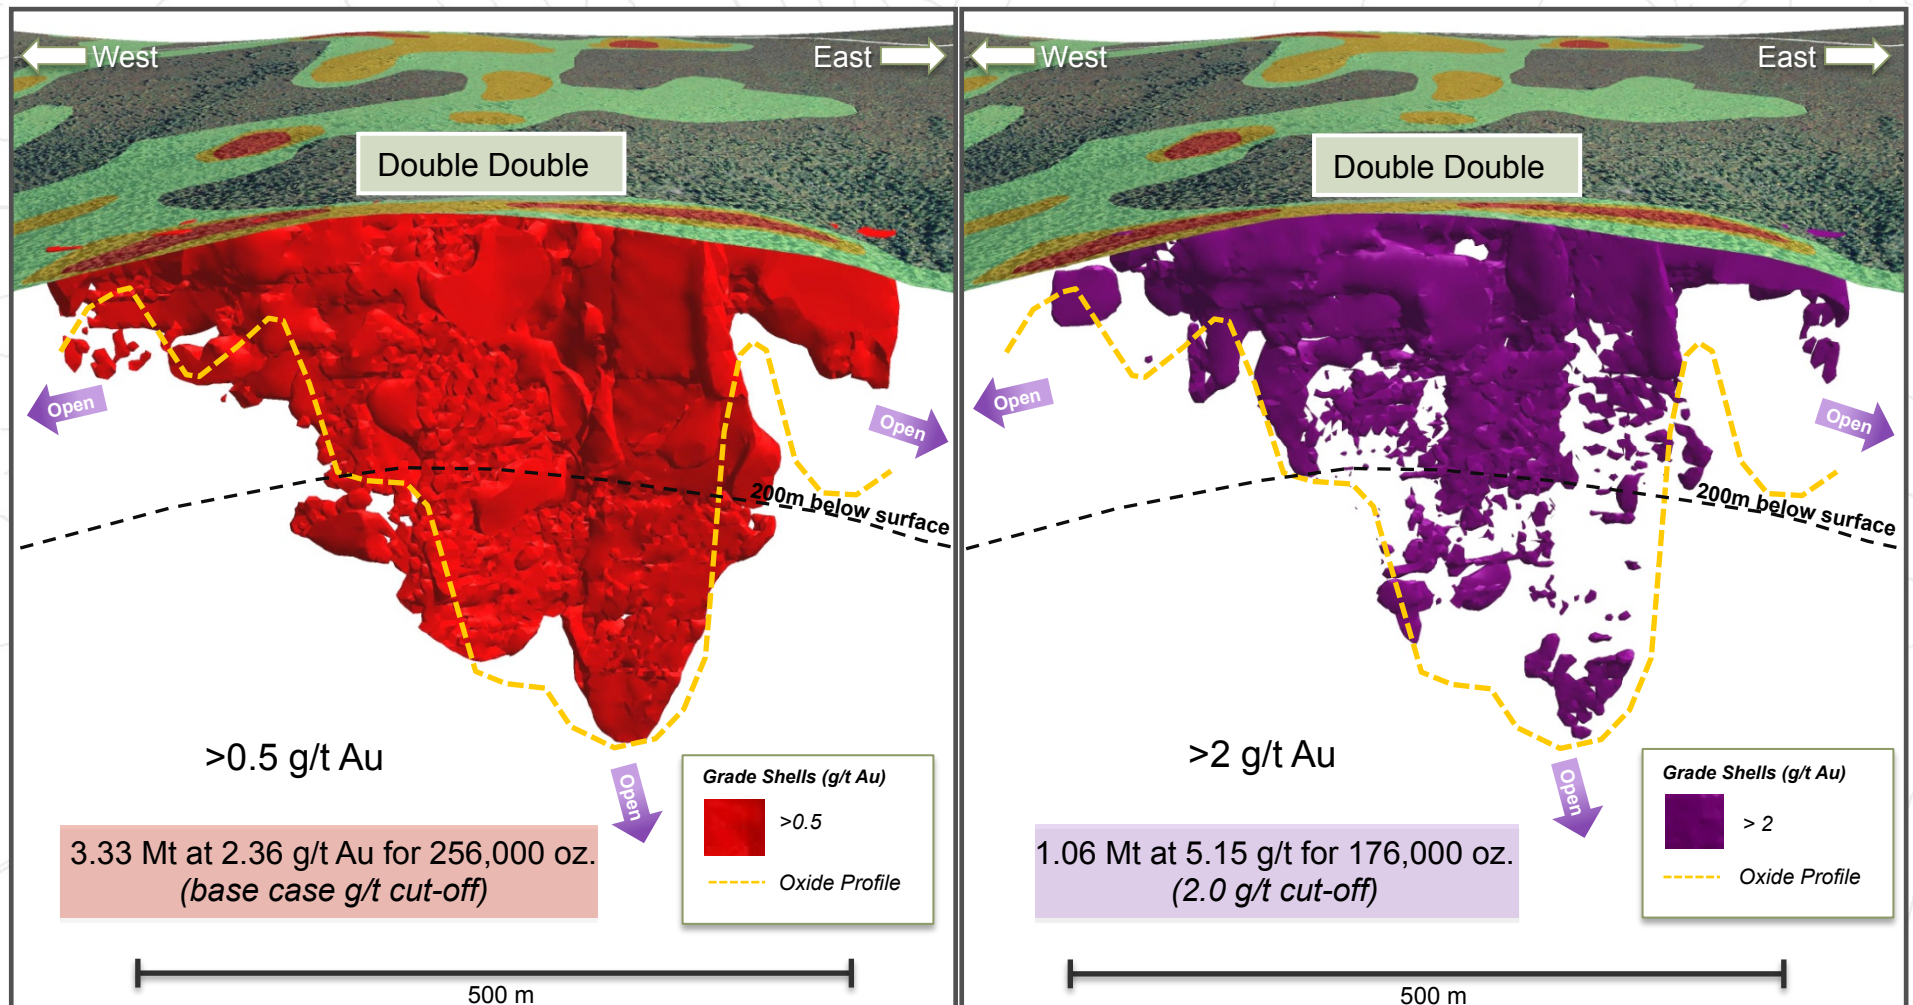 West
East
Double Double
Open
Open
200m below surface
>0.5 g/t Au
Open
Grade Shells (g/t Au)
>0.5
Oxide Profile
3.33 Mt at 2.36 g/t Au for 256,000 oz.
(base case g/t cut-off)
500 m
West
East
Double Double
Open
Open
200m below surface
>2 g/t Au
Open
Grade Shells (g/t Au)
> 2
Oxide Profile
1.06 Mt at 5.15 g/t for 176,000 oz.
(2.0 g/t cut-off)
500 m